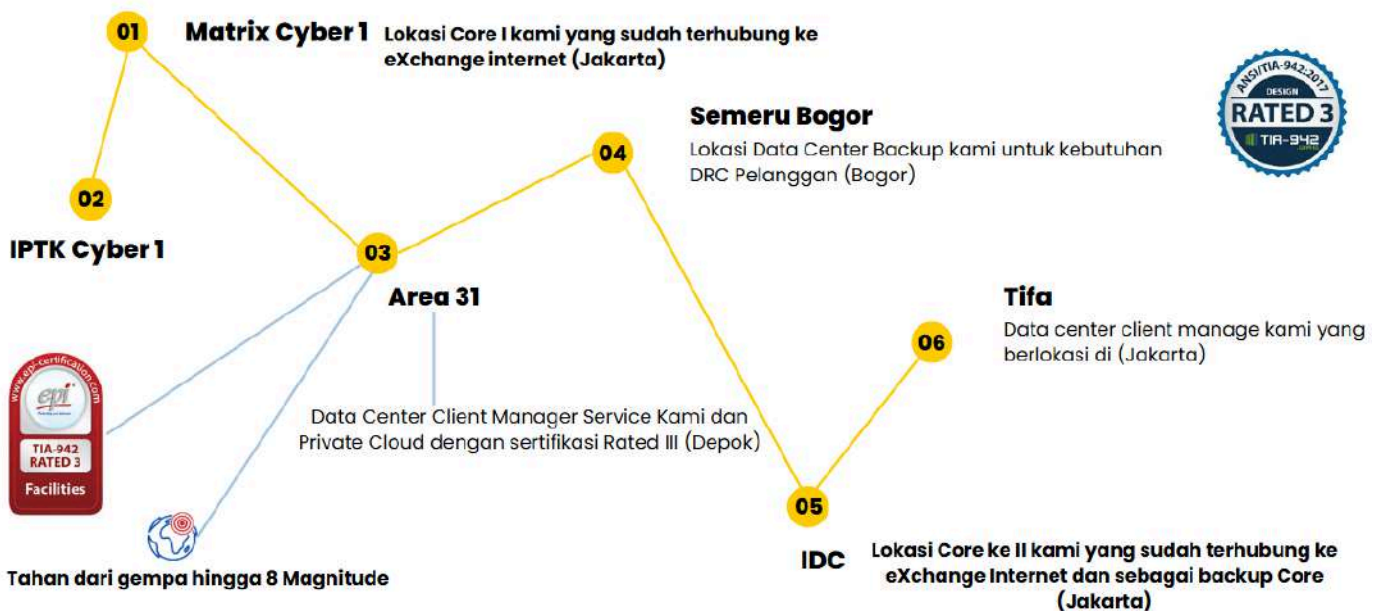 01
Matrix Cyber 1
Lokasi Core I kami yang sudah terhubung ke
eXchange internet (Jakarta)
02
IPTK Cyber 1
03
Area 31
Data Center Client Manager Service Kami dan
Private Cloud dengan sertifikasi Rated III (Depok)
www.epi-certification.com
epi
TIA-942
RATED 3
Facilities
Tahan dari gempa hingga 8 Magnitude
04
Semeru Bogor
Lokasi Data Center Backup kami untuk kebutuhan
DRC Pelanggan (Bogor)
ANSI/TIA-942:2017
DESIGN
RATED 3
TIA-942
05
IDC
Lokasi Core ke II kami yang sudah terhubung ke
eXchange Internet dan sebagai backup Core
(Jakarta)
06
Tifa
Data center client manage kami yang
berlokasi di (Jakarta)